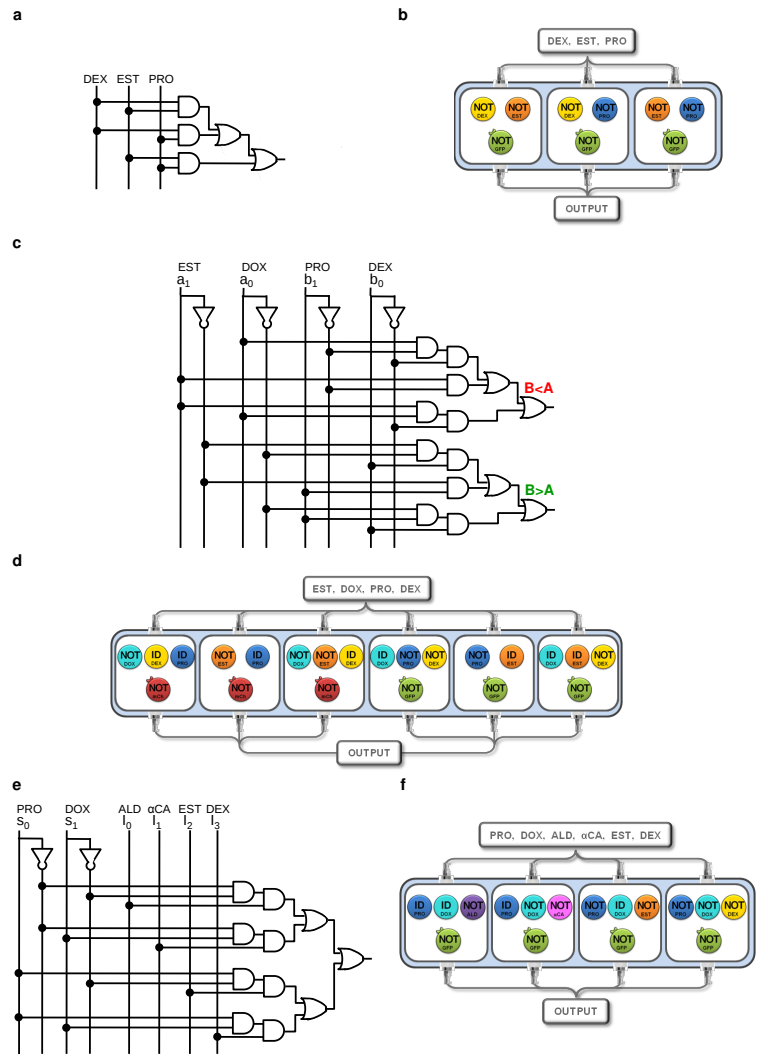 a
DEX EST PRO
b
DEX, EST, PRO
NOT DEX NOT EST NOT DEX NOT PRO NOT EST NOT PRO
NOT GFP NOT GFP NOT GFP
OUTPUT
c
EST DOX PRO DEX
a1 a0 b1 b0
B<A
B>A
d
EST, DOX, PRO, DEX
NOT DOX ID DEX ID PRO NOT EST ID PRO NOT DOX NOT EST ID DEX ID DOX NOT PRO NOT DEX NOT PRO ID EST ID DOX ID EST NOT DEX
NOT mCh NOT mCh NOT mCh NOT GFP NOT GFP NOT GFP
OUTPUT
e
PRO DOX ALD αCA EST DEX
s0 s1 I0 I1 I2 I3
f
PRO, DOX, ALD, αCA, EST, DEX
ID PRO ID DOX NOT ALD ID PRO NOT DOX NOT αCA NOT PRO ID DOX NOT EST NOT PRO NOT DOX NOT DEX
NOT GFP NOT GFP NOT GFP NOT GFP
OUTPUT